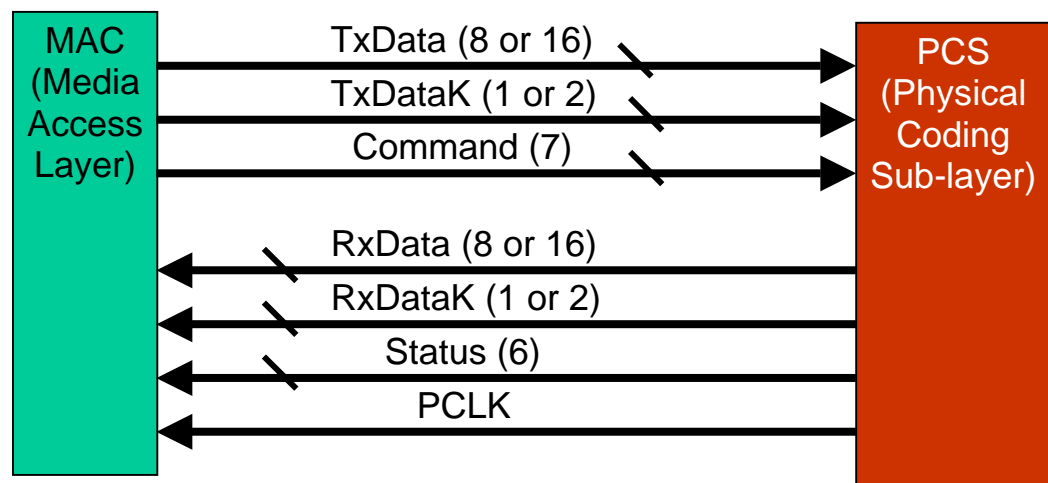 MAC
(Media
Access
Layer)
TxData (8 or 16)
TxDataK (1 or 2)
Command (7)
RxData (8 or 16)
RxDataK (1 or 2)
Status (6)
PCLK
PCS
(Physical
Coding
Sub-layer)